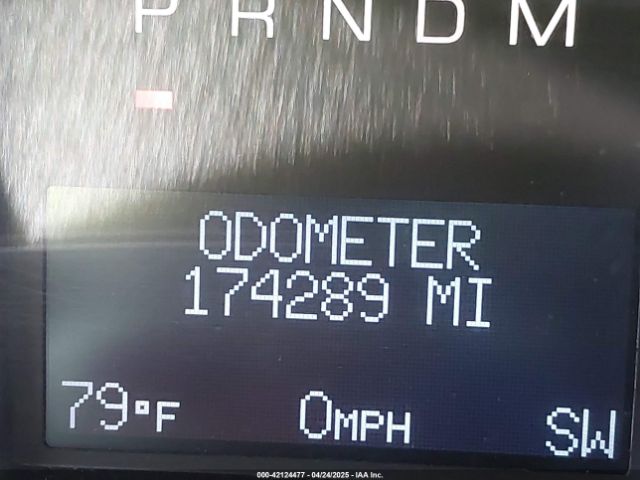 P R N D M
ODOMETER
174289 MI
79°F 0MPH SW
000-42124477 - 04/24/2025 - IAA Inc.